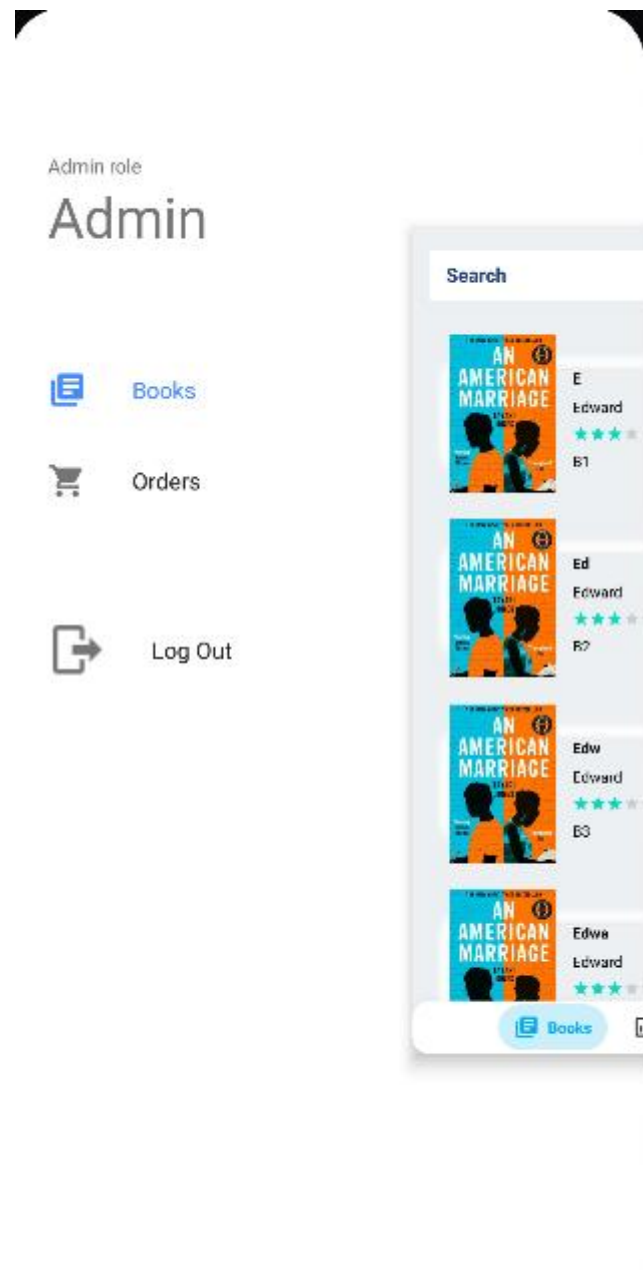 Admin role
Admin
Books
Orders
Log Out
Search
AN
AMERICAN
MARRIAGE
E
Edward
B1
AN
AMERICAN
MARRIAGE
Ed
Edward
B2
AN
AMERICAN
MARRIAGE
Edw
Edward
B3
AN
AMERICAN
MARRIAGE
Edwa
Edward
Books